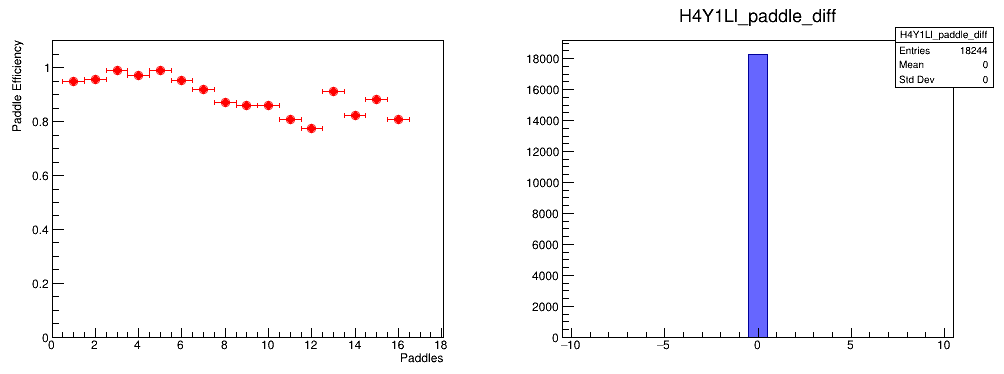 Paddle Efficiency
1
0.8
0.6
0.4
0.2
0
0 2 4 6 8 10 12 14 16 18
Paddles
H4Y1LI_paddle_diff
H4Y1LI_paddle_diff
Entries 18244
Mean 0
Std Dev 0
18000
16000
14000
12000
10000
8000
6000
4000
2000
0
−10 −5 0 5 10